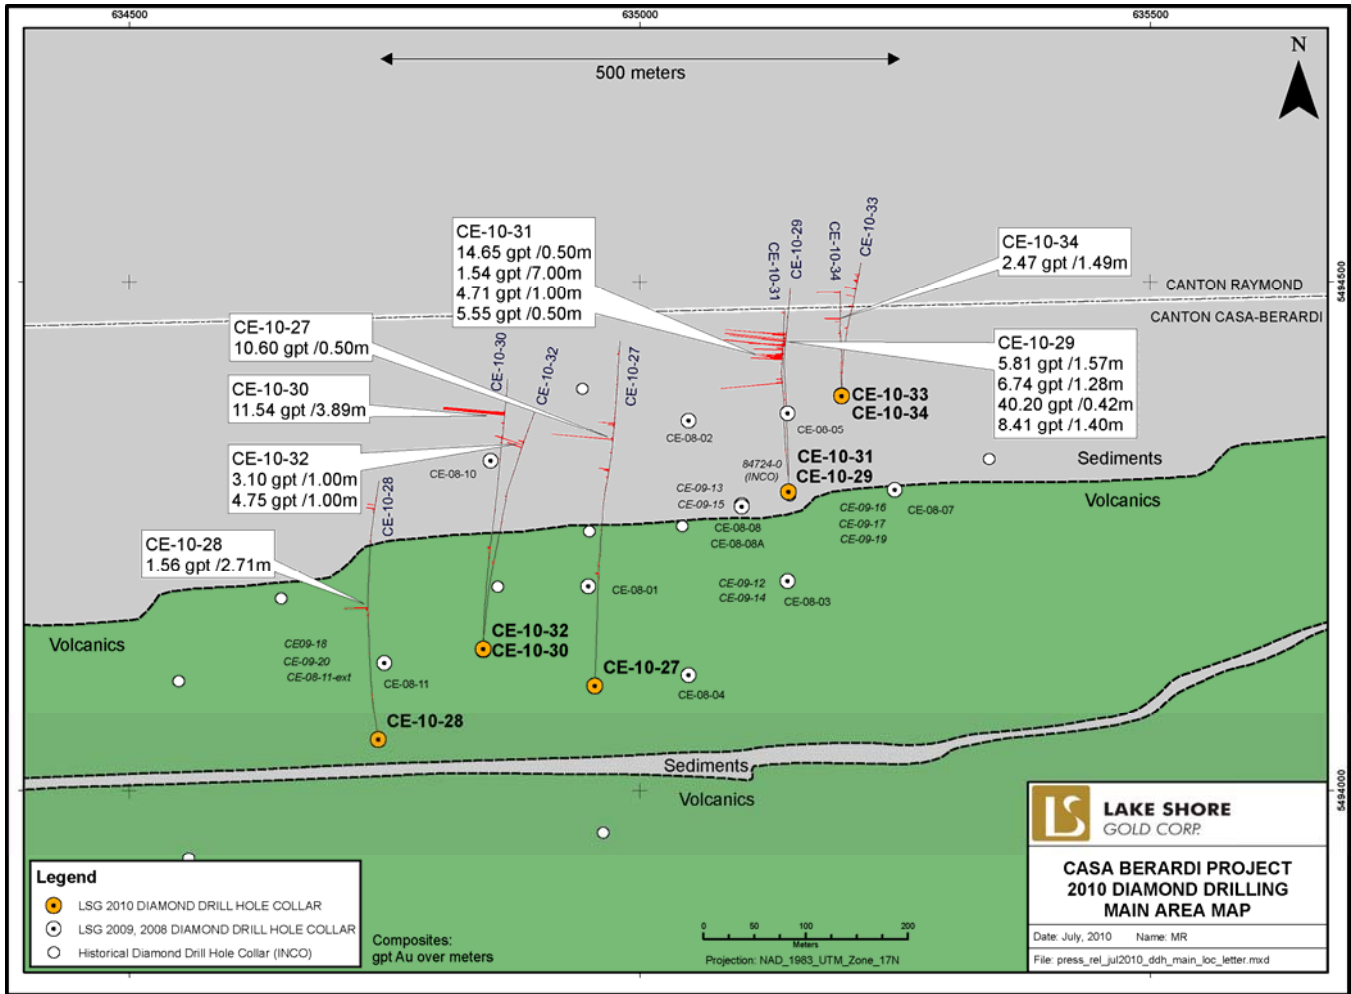 634500
635000
635500
500 meters
N
CE-10-31
14.65 gpt /0.50m
1.54 gpt /7.00m
4.71 gpt /1.00m
5.55 gpt /0.50m
CE-10-31
CE-10-29
CE-10-34
CE-10-33
CE-10-34
2.47 gpt /1.49m
5494500
CANTON RAYMOND
CANTON CASA-BERARDI
CE-10-27
10.60 gpt /0.50m
CE-10-30
CE-10-32
CE-10-27
CE-10-29
5.81 gpt /1.57m
6.74 gpt /1.28m
40.20 gpt /0.42m
8.41 gpt /1.40m
CE-10-30
11.54 gpt /3.89m
CE-10-33
CE-10-34
CE-08-02
CE-08-05
CE-10-32
3.10 gpt /1.00m
4.75 gpt /1.00m
CE-08-10
84724-0
(INCO)
CE-10-31
CE-10-29
Sediments
Volcanics
CE-10-28
CE-09-13
CE-09-15
CE-08-08
CE-08-08A
CE-09-16
CE-09-17
CE-09-19
CE-08-07
CE-10-28
1.56 gpt /2.71m
CE-08-01
CE-09-12
CE-09-14
CE-08-03
Volcanics
CE09-18
CE-09-20
CE-08-11-ext
CE-08-11
CE-10-32
CE-10-30
CE-10-27
CE-08-04
CE-10-28
Sediments
Volcanics
5494000
LS
LAKE SHORE
GOLD CORP.
CASA BERARDI PROJECT
2010 DIAMOND DRILLING
MAIN AREA MAP
Date: July, 2010 Name: MR
File: press_rel_jul2010_ddh_main_loc_letter.mxd
Legend
LSG 2010 DIAMOND DRILL HOLE COLLAR
LSG 2009, 2008 DIAMOND DRILL HOLE COLLAR
Historical Diamond Drill Hole Collar (INCO)
Composites:
gpt Au over meters
0 50 100 200
Meters
Projection: NAD_1983_UTM_Zone_17N